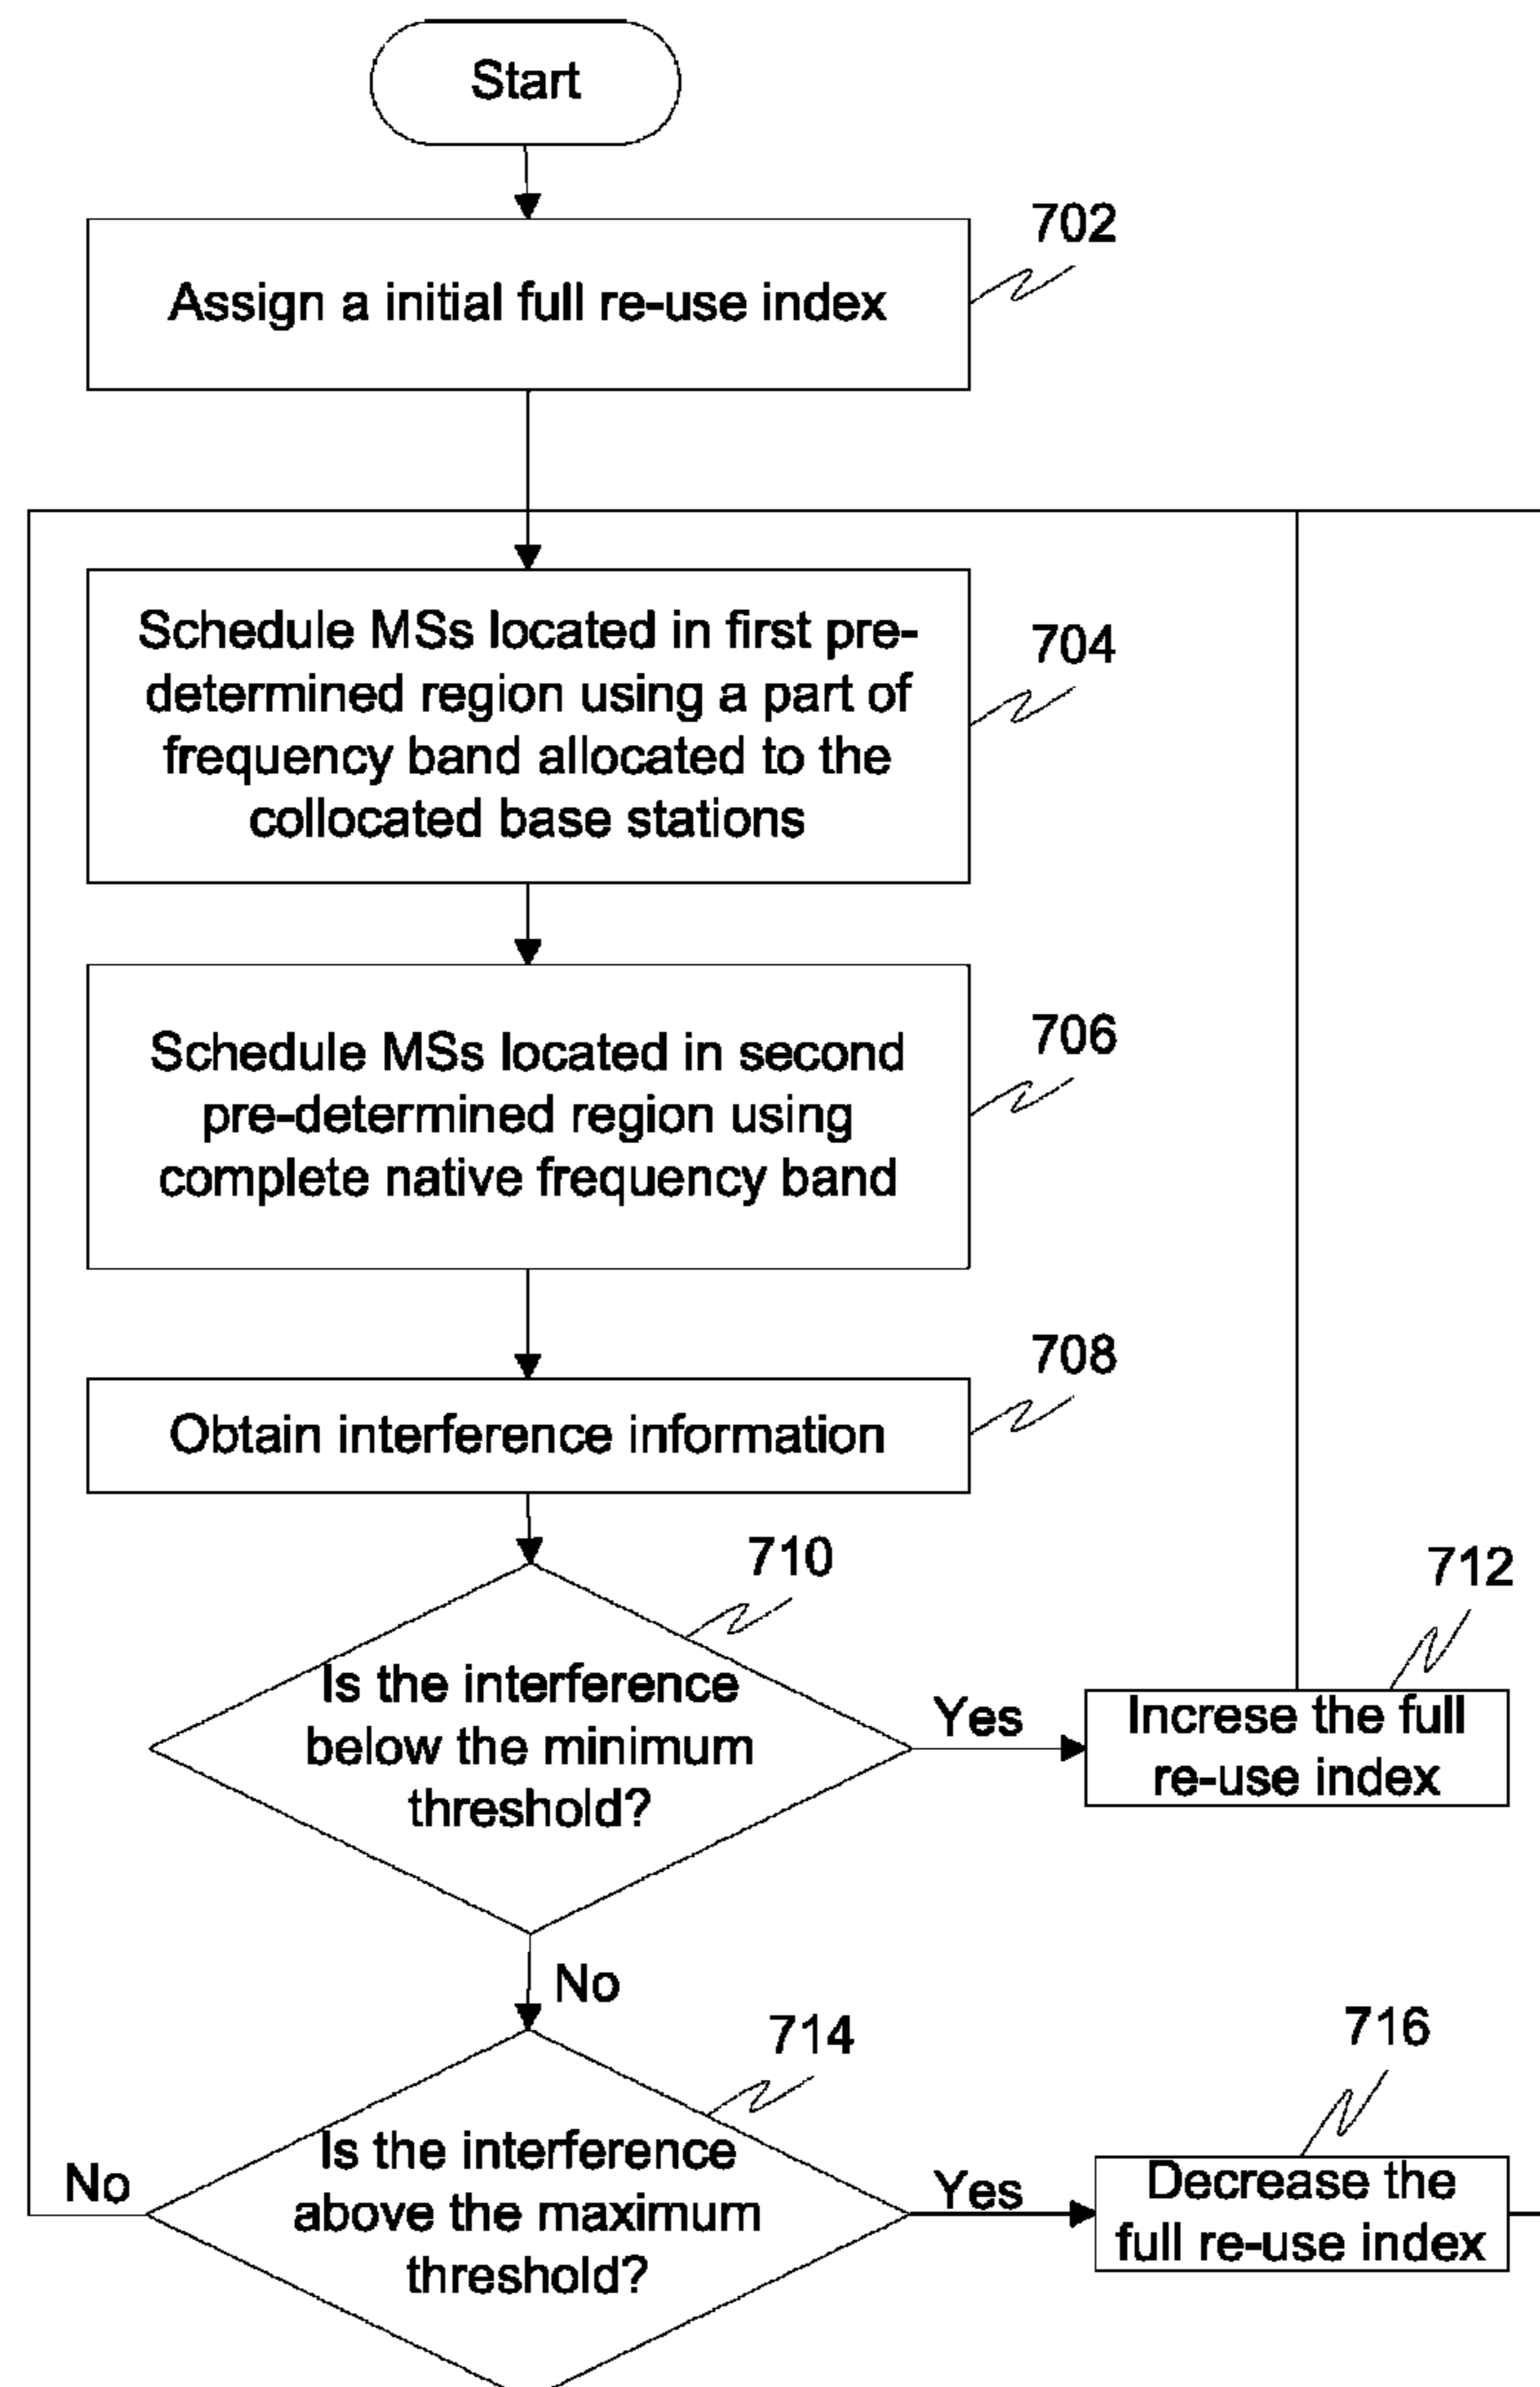 Start
702
Assign a initial full re-use index
Schedule MSs located in first pre-
determined region using a part of
frequency band allocated to the
collocated base stations
704
Schedule MSs located in second
pre-determined region using
complete native frequency band
706
708
Obtain interference information
710
Is the interference
below the minimum
threshold?
Yes
712
Increse the full
re-use index
No
714
Is the interference
above the maximum
threshold?
No
Yes
716
Decrease the
full re-use index